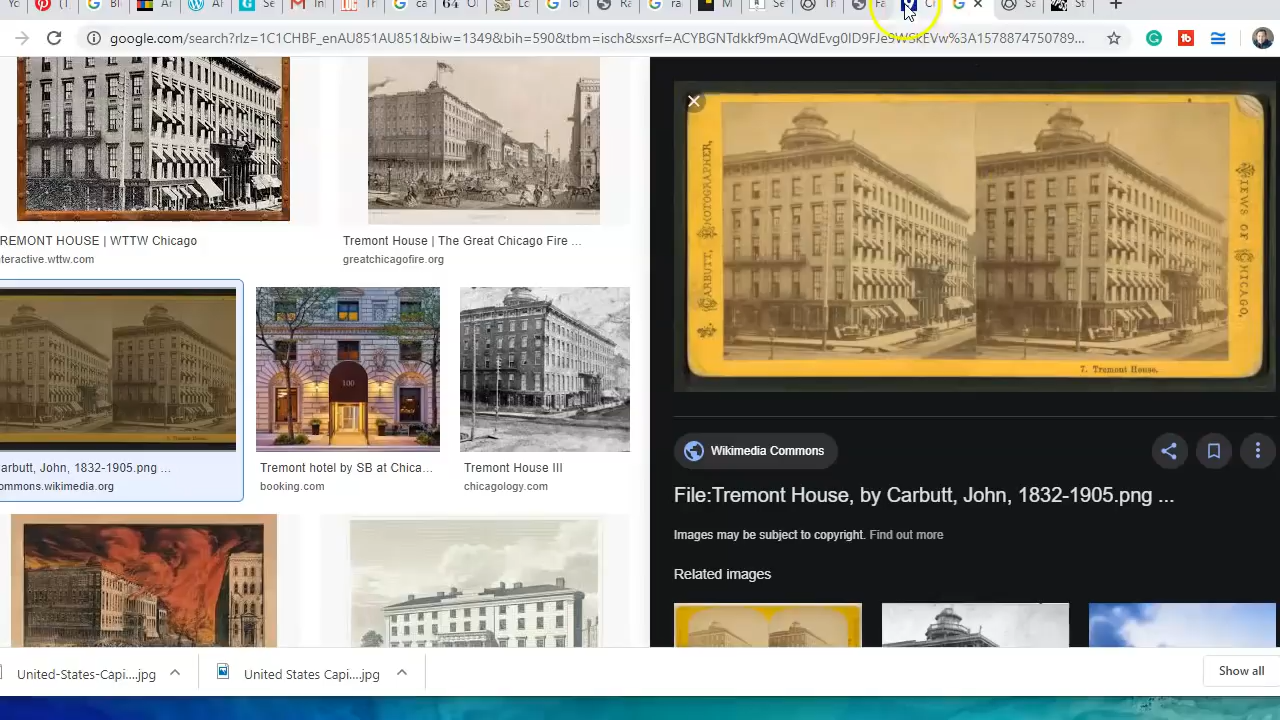 google.com/search?rlz=1C1CHBF_enAU851AU851&biw=1349&bih=590&tbm=isch&sxsrf=ACYBGNTdkkf9mAQWdEvg0lD9FJe9WSkEVw%3A1578874750789...
REMONT HOUSE | WTTW Chicago
nteractive.wttw.com
Tremont House | The Great Chicago Fire ...
greatchicagofire.org
arbutt, John, 1832-1905.png ...
ommons.wikimedia.org
100
Tremont hotel by SB at Chica...
booking.com
Tremont House III
chicagology.com
CARBUTT, PHOTOGRAPHER,
VIEWS OF CHICAGO,
7. Tremont House.
Wikimedia Commons
File:Tremont House, by Carbutt, John, 1832-1905.png ...
Images may be subject to copyright. Find out more
Related images
United-States-Capi....jpg
United States Capi....jpg
Show all